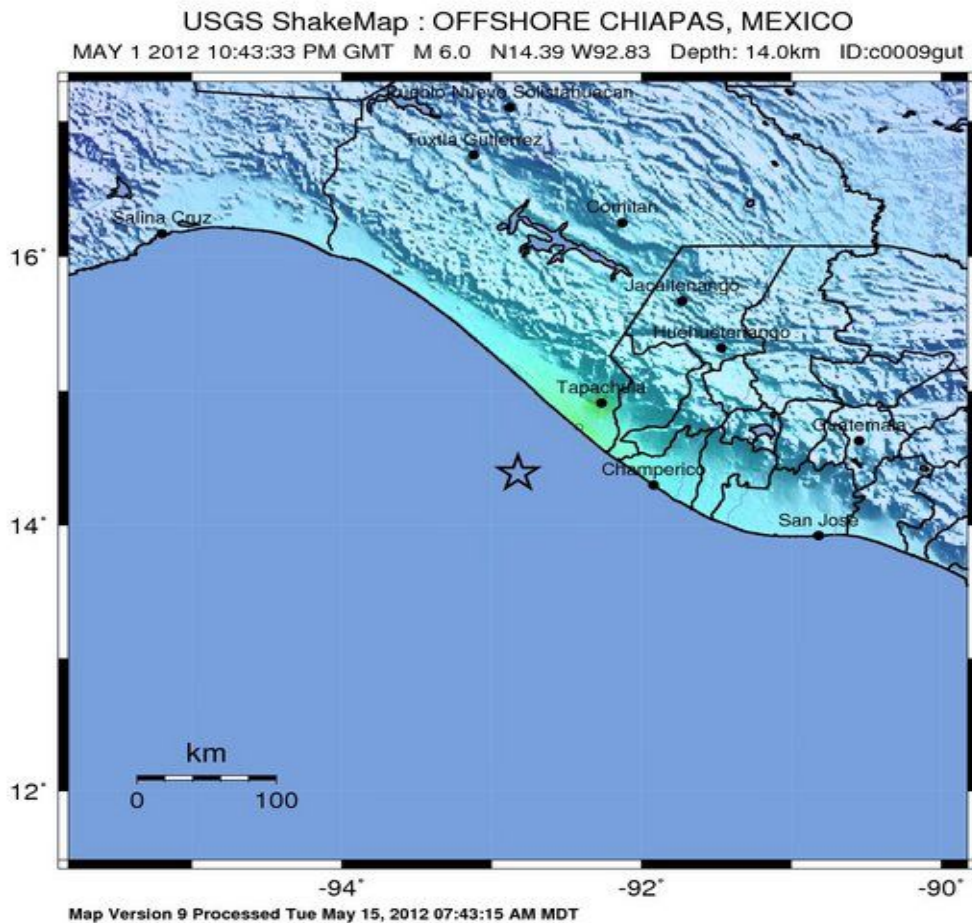 USGS ShakeMap : OFFSHORE CHIAPAS, MEXICO
MAY 1 2012 10:43:33 PM GMT M 6.0 N14.39 W92.83 Depth: 14.0km ID:c0009gut
Pueblo Nuevo Solistahuacan
Tuxtla Gutierrez
Comitan
Salina Cruz
16°
Jacaltenango
Huehuetenango
Tapachula
Guatemala
Champerico
14°
San Jose
km
0 100
12°
-94° -92° -90°
Map Version 9 Processed Tue May 15, 2012 07:43:15 AM MDT